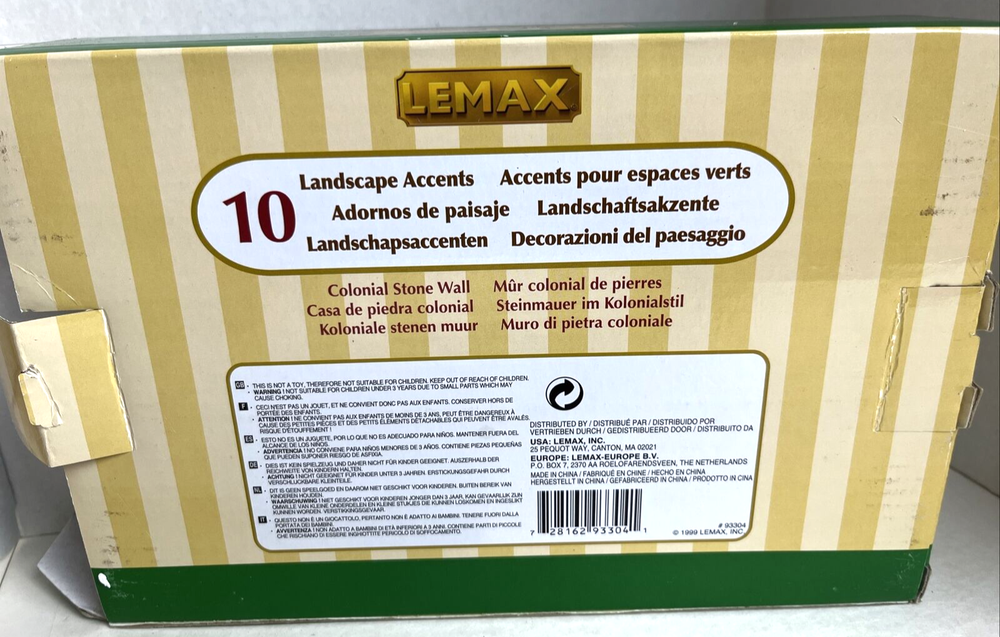 LEMAX
10
Landscape Accents Accents pour espaces verts
Adornos de paisaje Landschaftsakzente
Landschapsaccenten Decorazioni del paesaggio
Colonial Stone Wall Mûr colonial de pierres
Casa de piedra colonial Steinmauer im Kolonialstil
Koloniale stenen muur Muro di pietra coloniale
GB · THIS IS NOT A TOY, THEREFORE NOT SUITABLE FOR CHILDREN. KEEP OUT OF REACH OF CHILDREN.
· WARNING ! NOT SUITABLE FOR CHILDREN UNDER 3 YEARS DUE TO SMALL PARTS WHICH MAY
CAUSE CHOKING.
F · CECI N'EST PAS UN JOUET, ET NE CONVIENT DONC PAS AUX ENFANTS. CONSERVER HORS DE
PORTÉE DES ENFANTS.
· ATTENTION ! NE CONVIENT PAS AUX ENFANTS DE MOINS DE 3 ANS, PEUT ÊTRE DANGEREUX À
CAUSE DES PETITES PIÈCES ET DES PETITS ÉLÉMENTS DÉTACHABLES QUI PEUVENT ÊTRE AVALÉS.
RISQUE D'ÉTOUFFEMENT !
ES · ESTO NO ES UN JUGUETE, POR LO QUE NO ES ADECUADO PARA NIÑOS. MANTENER FUERA DEL
ALCANCE DE LOS NIÑOS.
· ADVERTENCIA ! NO CONVIENE PARA NIÑOS MENORES DE 3 AÑOS. CONTIENE PIEZAS PEQUEÑAS
QUE PUEDEN SUPONER RIESGO DE ASFIXIA.
DE · DIES IST KEIN SPIELZEUG UND DAHER NICHT FÜR KINDER GEEIGNET. AUSZERHALB DER
REICHWEITE VON KINDERN HALTEN.
· ACHTUNG ! NICHT GEEIGNET FÜR KINDER UNTER 3 JAHREN. ERSTICKUNGSGEFAHR DURCH
VERSCHLUCKBARE KLEINTEILE.
NL · DIT IS GEEN SPEELGOED EN DAAROM NIET GESCHIKT VOOR KINDEREN. BUITEN BEREIK VAN
KINDEREN HOUDEN.
· WAARSCHUWING ! NIET GESCHIKT VOOR KINDEREN JONGER DAN 3 JAAR, KAN GEVAARLIJK ZIJN
OMWILLE VAN KLEINE ONDERDELEN EN KLEINE STUKJES DIE KUNNEN LOSKOMEN EN INGESLIKT
KUNNEN WORDEN. VERSTIKKINGSGEVAAR.
IT · QUESTO NON È UN GIOCATTOLO, PERTANTO NON È ADATTO AI BAMBINI. TENERE FUORI DALLA
PORTATA DEI BAMBINI.
· AVVERTENZA ! NON ADATTO A BAMBINI DI ETÀ INFERIORE A 3 ANNI. CONTIENE PARTI DI PICCOLE
CHE RISCHIANO DI ESSERE INGHIOTTITE PERICOLO DI SOFFOCAMENTO.
DISTRIBUTED BY / DISTRIBUÉ PAR / DISTRIBUIDO POR
VERTRIEBEN DURCH / GEDISTRIBUEERD DOOR / DISTRIBUITO DA
USA: LEMAX, INC.
25 PEQUOT WAY, CANTON, MA 02021
EUROPE: LEMAX-EUROPE B.V.
P.O. BOX 7, 2370 AA ROELOFARENDSVEEN, THE NETHERLANDS
MADE IN CHINA / FABRIQUÉ EN CHINE / HECHO EN CHINA
HERGESTELLT IN CHINA / GEFABRICEERD IN CHINA / PRODOTTO IN CINA
7 28162 93304 1
# 93304
© 1999 LEMAX, INC